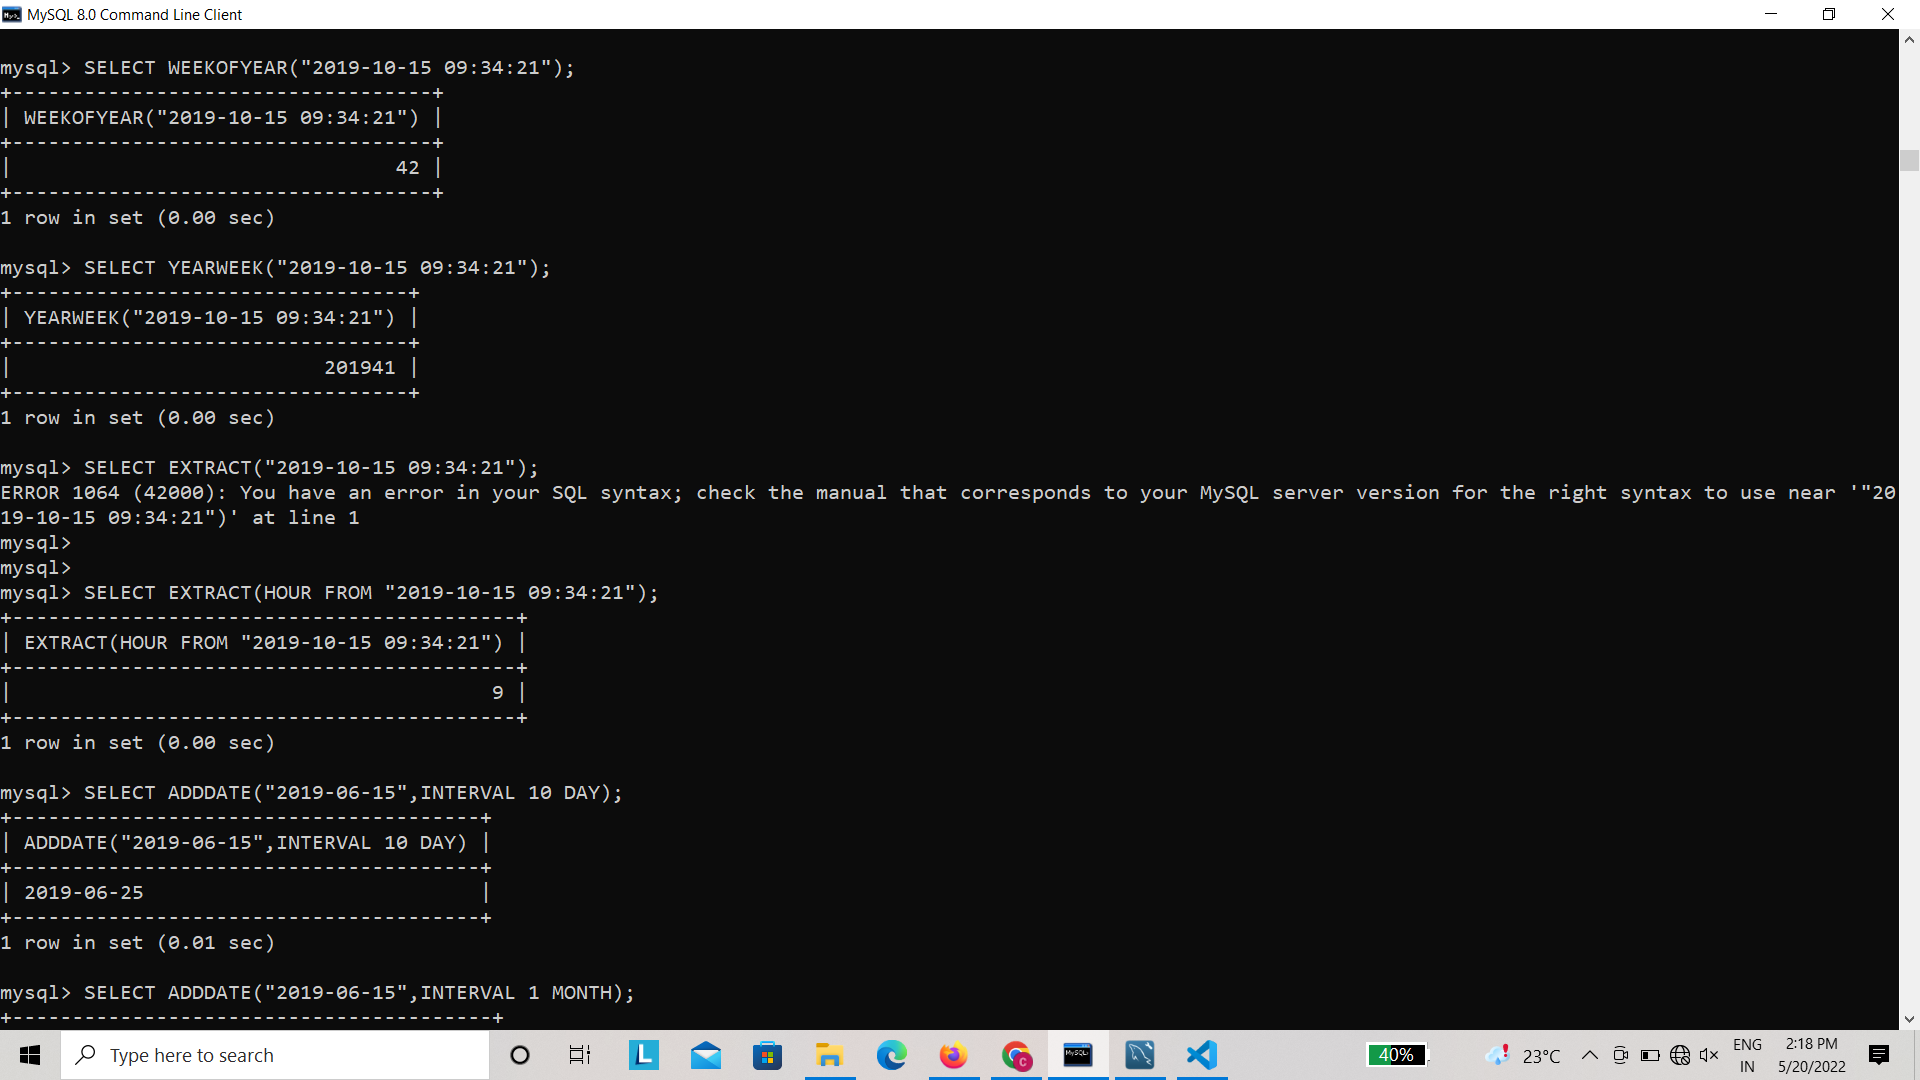 MySQL 8.0 Command Line Client
mysql> SELECT WEEKOFYEAR("2019-10-15 09:34:21");
+-----------------------------------+
| WEEKOFYEAR("2019-10-15 09:34:21") |
+-----------------------------------+
|                                42 |
+-----------------------------------+
1 row in set (0.00 sec)
mysql> SELECT YEARWEEK("2019-10-15 09:34:21");
+---------------------------------+
| YEARWEEK("2019-10-15 09:34:21") |
+---------------------------------+
|                          201941 |
+---------------------------------+
1 row in set (0.00 sec)
mysql> SELECT EXTRACT("2019-10-15 09:34:21");
ERROR 1064 (42000): You have an error in your SQL syntax; check the manual that corresponds to your MySQL server version for the right syntax to use near '"20
19-10-15 09:34:21")' at line 1
mysql>
mysql>
mysql> SELECT EXTRACT(HOUR FROM "2019-10-15 09:34:21");
+------------------------------------------+
| EXTRACT(HOUR FROM "2019-10-15 09:34:21") |
+------------------------------------------+
|                                        9 |
+------------------------------------------+
1 row in set (0.00 sec)
mysql> SELECT ADDDATE("2019-06-15",INTERVAL 10 DAY);
+---------------------------------------+
| ADDDATE("2019-06-15",INTERVAL 10 DAY) |
+---------------------------------------+
| 2019-06-25                            |
+---------------------------------------+
1 row in set (0.01 sec)
mysql> SELECT ADDDATE("2019-06-15",INTERVAL 1 MONTH);
+----------------------------------------+
Type here to search
L
C
MySQL
40%
23°C
ENG
IN
2:18 PM
5/20/2022